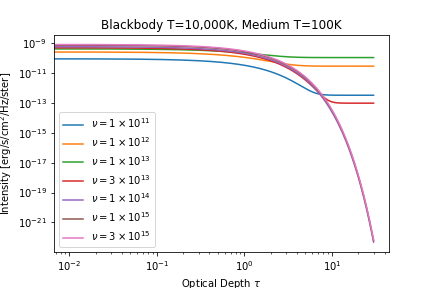 Blackbody T=10,000K, Medium T=100K
Intensity [erg/s/cm²/Hz/ster]
10⁻⁹
10⁻¹¹
10⁻¹³
10⁻¹⁵
10⁻¹⁷
10⁻¹⁹
10⁻²¹
ν = 1 × 10¹¹
ν = 1 × 10¹²
ν = 1 × 10¹³
ν = 3 × 10¹³
ν = 1 × 10¹⁴
ν = 1 × 10¹⁵
ν = 3 × 10¹⁵
10⁻² 10⁻¹ 10⁰ 10¹
Optical Depth τ